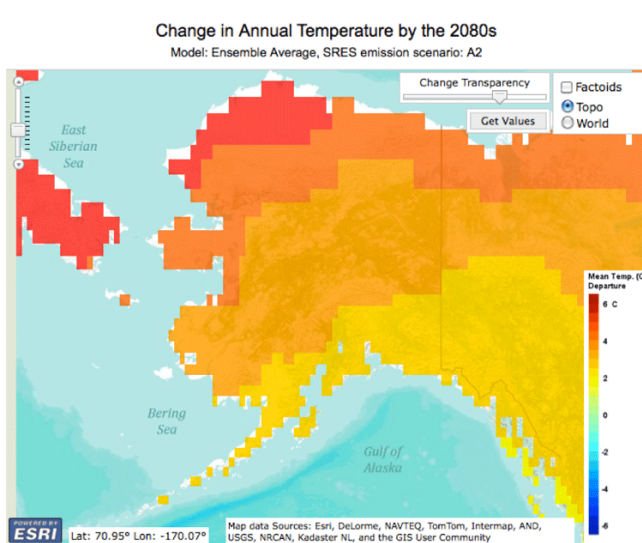 Change in Annual Temperature by the 2080s
Model: Ensemble Average, SRES emission scenario: A2
Change Transparency
Get Values
Factoids
Topo
World
East
Siberian
Sea
Mean Temp. (C
Departure
6 C
4
2
0
-2
-4
-6
Bering
Sea
Gulf of
Alaska
POWERED BY
ESRI
Lat: 70.95° Lon: -170.07°
Map data Sources: Esri, DeLorme, NAVTEQ, TomTom, Intermap, AND,
USGS, NRCAN, Kadaster NL, and the GIS User Community